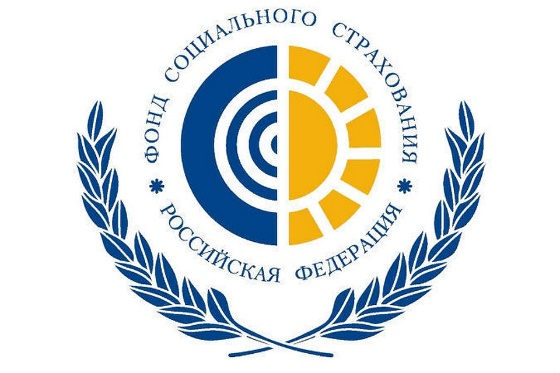 ФОНД СОЦИАЛЬНОГО СТРАХОВАНИЯ
РОССИЙСКАЯ ФЕДЕРАЦИЯ